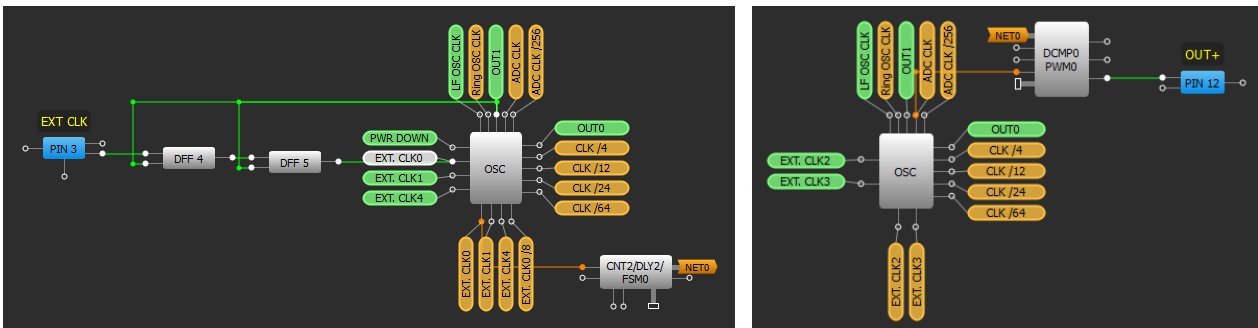 LF OSC CLK
Ring OSC CLK
OUT1
ADC CLK
ADC CLK /256
EXT CLK
PIN 3
DFF 4
DFF 5
PWR DOWN
EXT. CLK0
EXT. CLK1
EXT. CLK4
OSC
OUT0
CLK /4
CLK /12
CLK /24
CLK /64
EXT. CLK0
EXT. CLK1
EXT. CLK4
EXT. CLK0 /8
CNT2/DLY2/
FSM0
NET0
LF OSC CLK
Ring OSC CLK
OUT1
ADC CLK
ADC CLK /256
NET0
DCMP0
PWM0
OUT+
PIN 12
EXT. CLK2
EXT. CLK3
OSC
OUT0
CLK /4
CLK /12
CLK /24
CLK /64
EXT. CLK2
EXT. CLK3